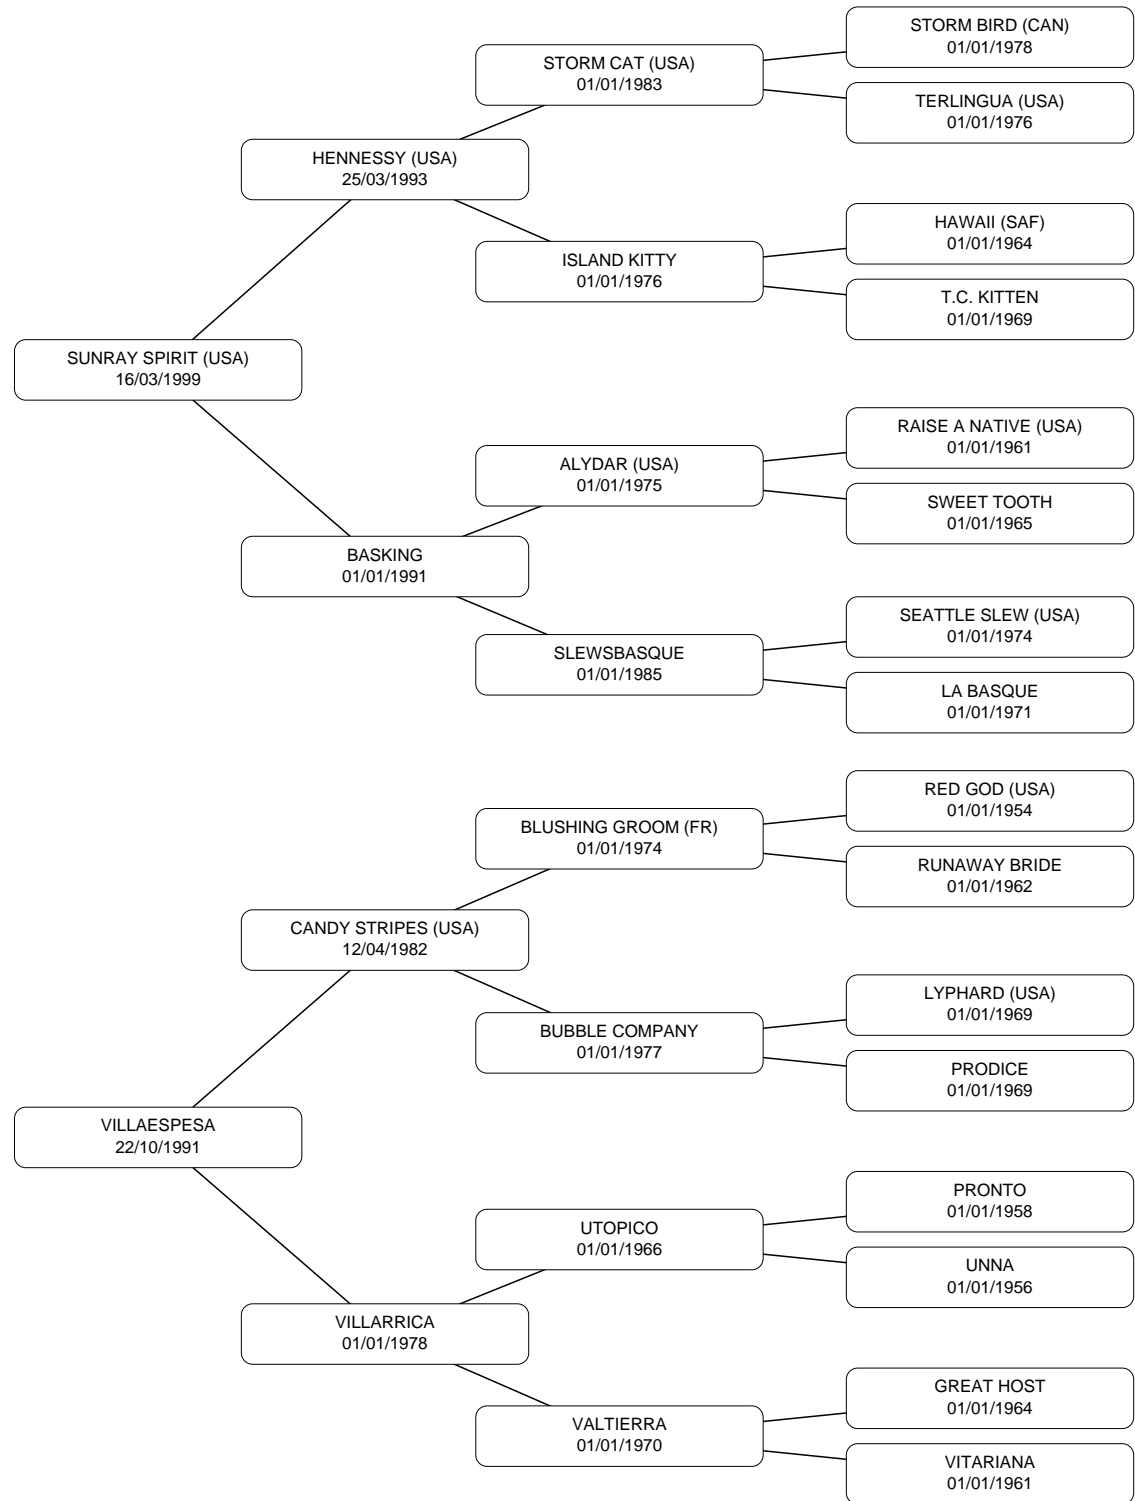 STORM BIRD (CAN)
01/01/1978
STORM CAT (USA)
01/01/1983
TERLINGUA (USA)
01/01/1976
HENNESSY (USA)
25/03/1993
HAWAII (SAF)
01/01/1964
ISLAND KITTY
01/01/1976
T.C. KITTEN
01/01/1969
SUNRAY SPIRIT (USA)
16/03/1999
RAISE A NATIVE (USA)
01/01/1961
ALYDAR (USA)
01/01/1975
SWEET TOOTH
01/01/1965
BASKING
01/01/1991
SEATTLE SLEW (USA)
01/01/1974
SLEWSBASQUE
01/01/1985
LA BASQUE
01/01/1971
RED GOD (USA)
01/01/1954
BLUSHING GROOM (FR)
01/01/1974
RUNAWAY BRIDE
01/01/1962
CANDY STRIPES (USA)
12/04/1982
LYPHARD (USA)
01/01/1969
BUBBLE COMPANY
01/01/1977
PRODICE
01/01/1969
VILLAESPESA
22/10/1991
PRONTO
01/01/1958
UTOPICO
01/01/1966
UNNA
01/01/1956
VILLARRICA
01/01/1978
GREAT HOST
01/01/1964
VALTIERRA
01/01/1970
VITARIANA
01/01/1961